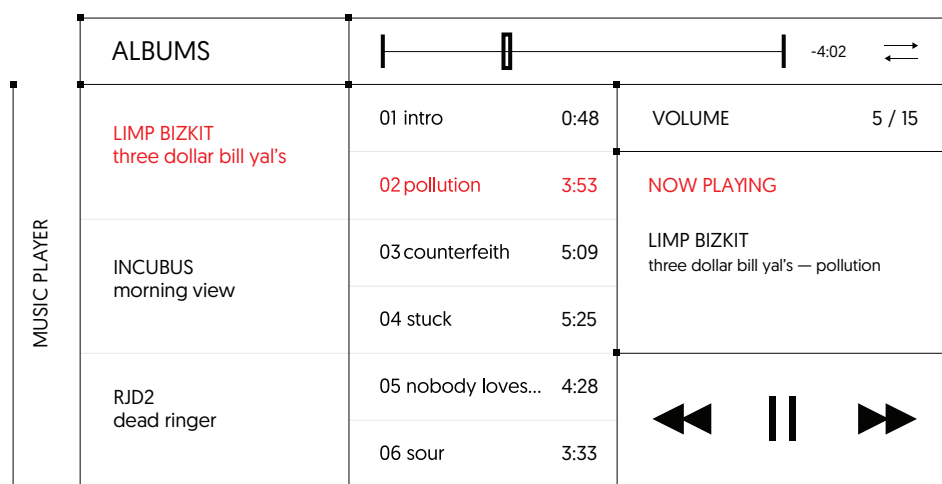 ALBUMS
-4:02
MUSIC PLAYER
LIMP BIZKIT
three dollar bill yal's
INCUBUS
morning view
RJD2
dead ringer
01 intro 0:48
02 pollution 3:53
03 counterfeith 5:09
04 stuck 5:25
05 nobody loves... 4:28
06 sour 3:33
VOLUME 5 / 15
NOW PLAYING
LIMP BIZKIT
three dollar bill yal's — pollution